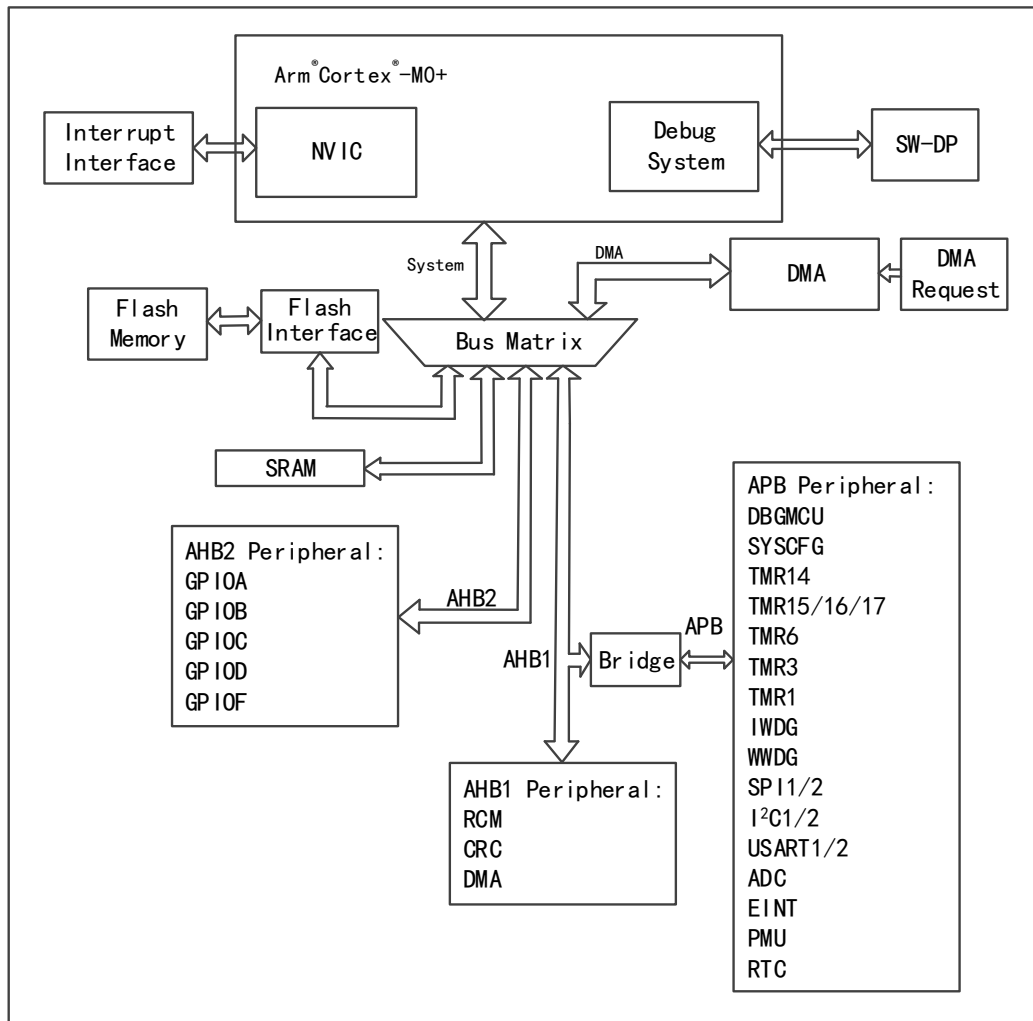 Arm®Cortex®-M0+
Interrupt
Interface
NVIC
Debug
System
SW-DP
System
DMA
DMA
DMA
Request
Flash
Memory
Flash
Interface
Bus Matrix
SRAM
AHB2 Peripheral:
GPIOA
GPIOB
GPIOC
GPIOD
GPIOF
AHB2
AHB1
Bridge
APB
AHB1 Peripheral:
RCM
CRC
DMA
APB Peripheral:
DBGMCU
SYSCFG
TMR14
TMR15/16/17
TMR6
TMR3
TMR1
IWDG
WWDG
SPI1/2
I²C1/2
USART1/2
ADC
EINT
PMU
RTC